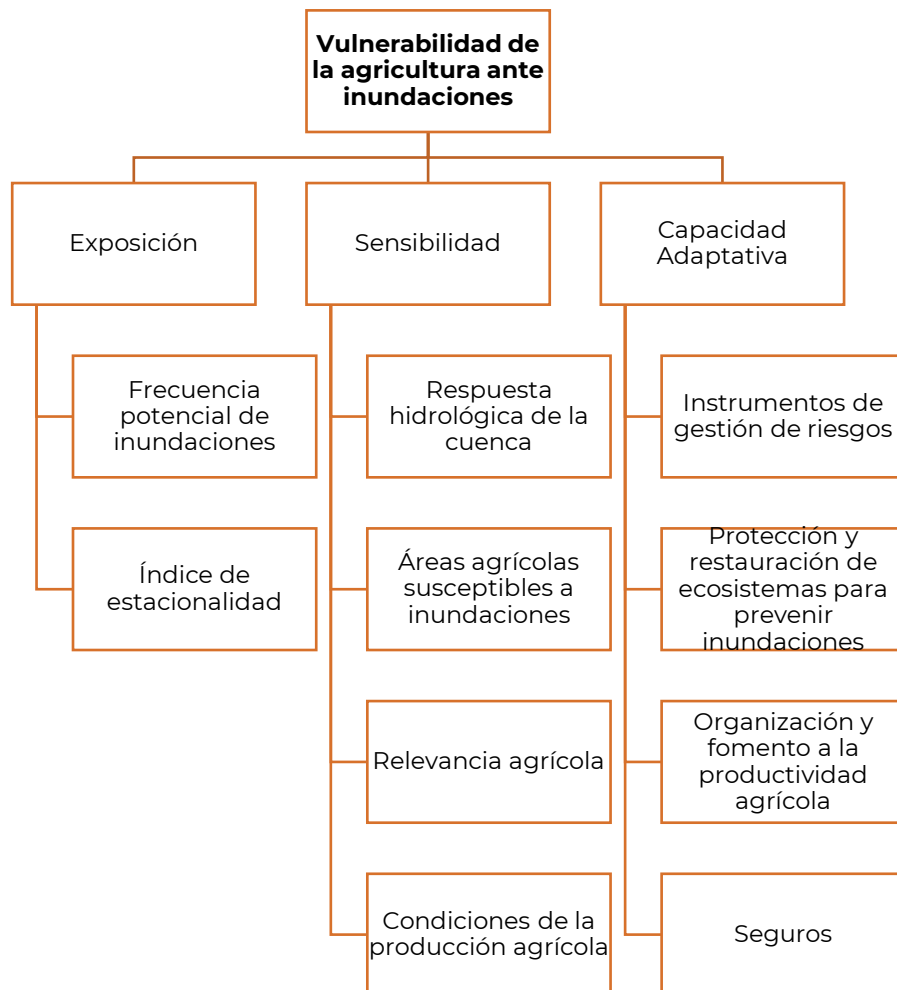 Vulnerabilidad de
la agricultura ante
inundaciones
Exposición
Sensibilidad
Capacidad
Adaptativa
Frecuencia
potencial de
inundaciones
Índice de
estacionalidad
Respuesta
hidrológica de la
cuenca
Áreas agrícolas
susceptibles a
inundaciones
Relevancia agrícola
Condiciones de la
producción agrícola
Instrumentos de
gestión de riesgos
Protección y
restauración de
ecosistemas para
prevenir
inundaciones
Organización y
fomento a la
productividad
agrícola
Seguros